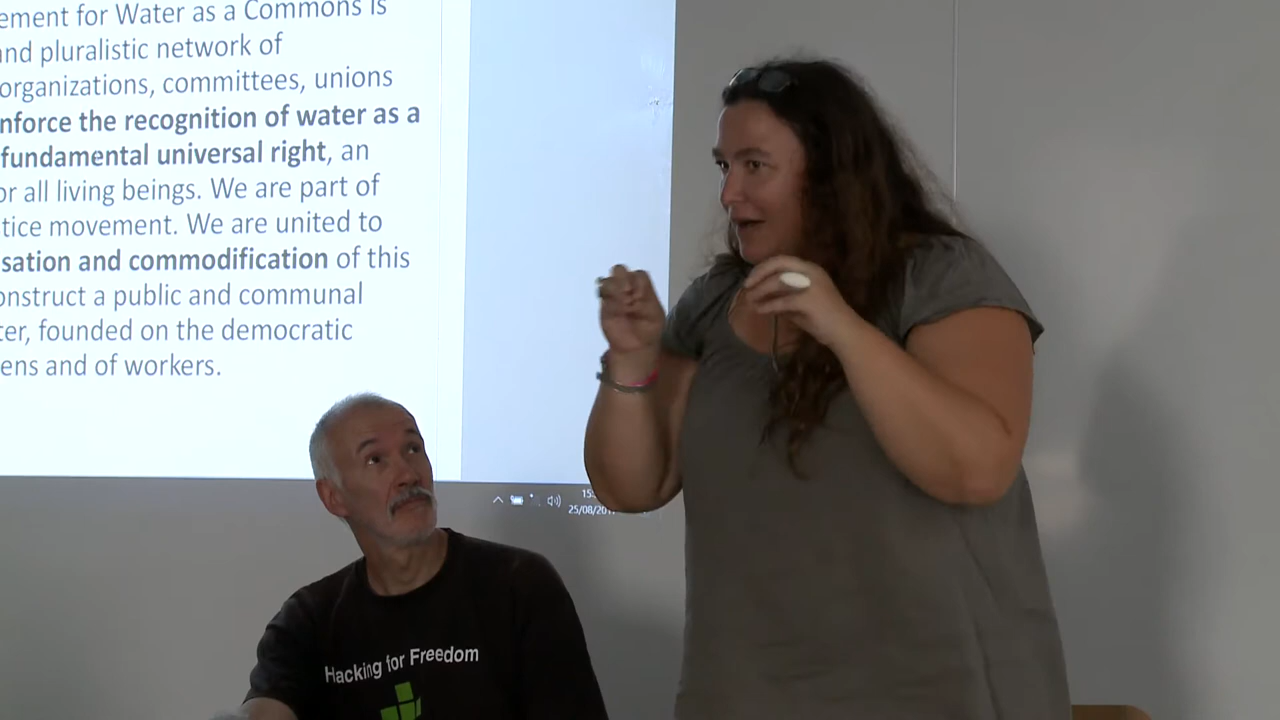 ement for Water as a Commons is
and pluralistic network of
organizations, committees, unions
nforce the recognition of water as a
fundamental universal right, an
or all living beings. We are part of
tice movement. We are united to
sation and commodification of this
onstruct a public and communal
ter, founded on the democratic
ens and of workers.
15:
25/08/201
Hacking for Freedom